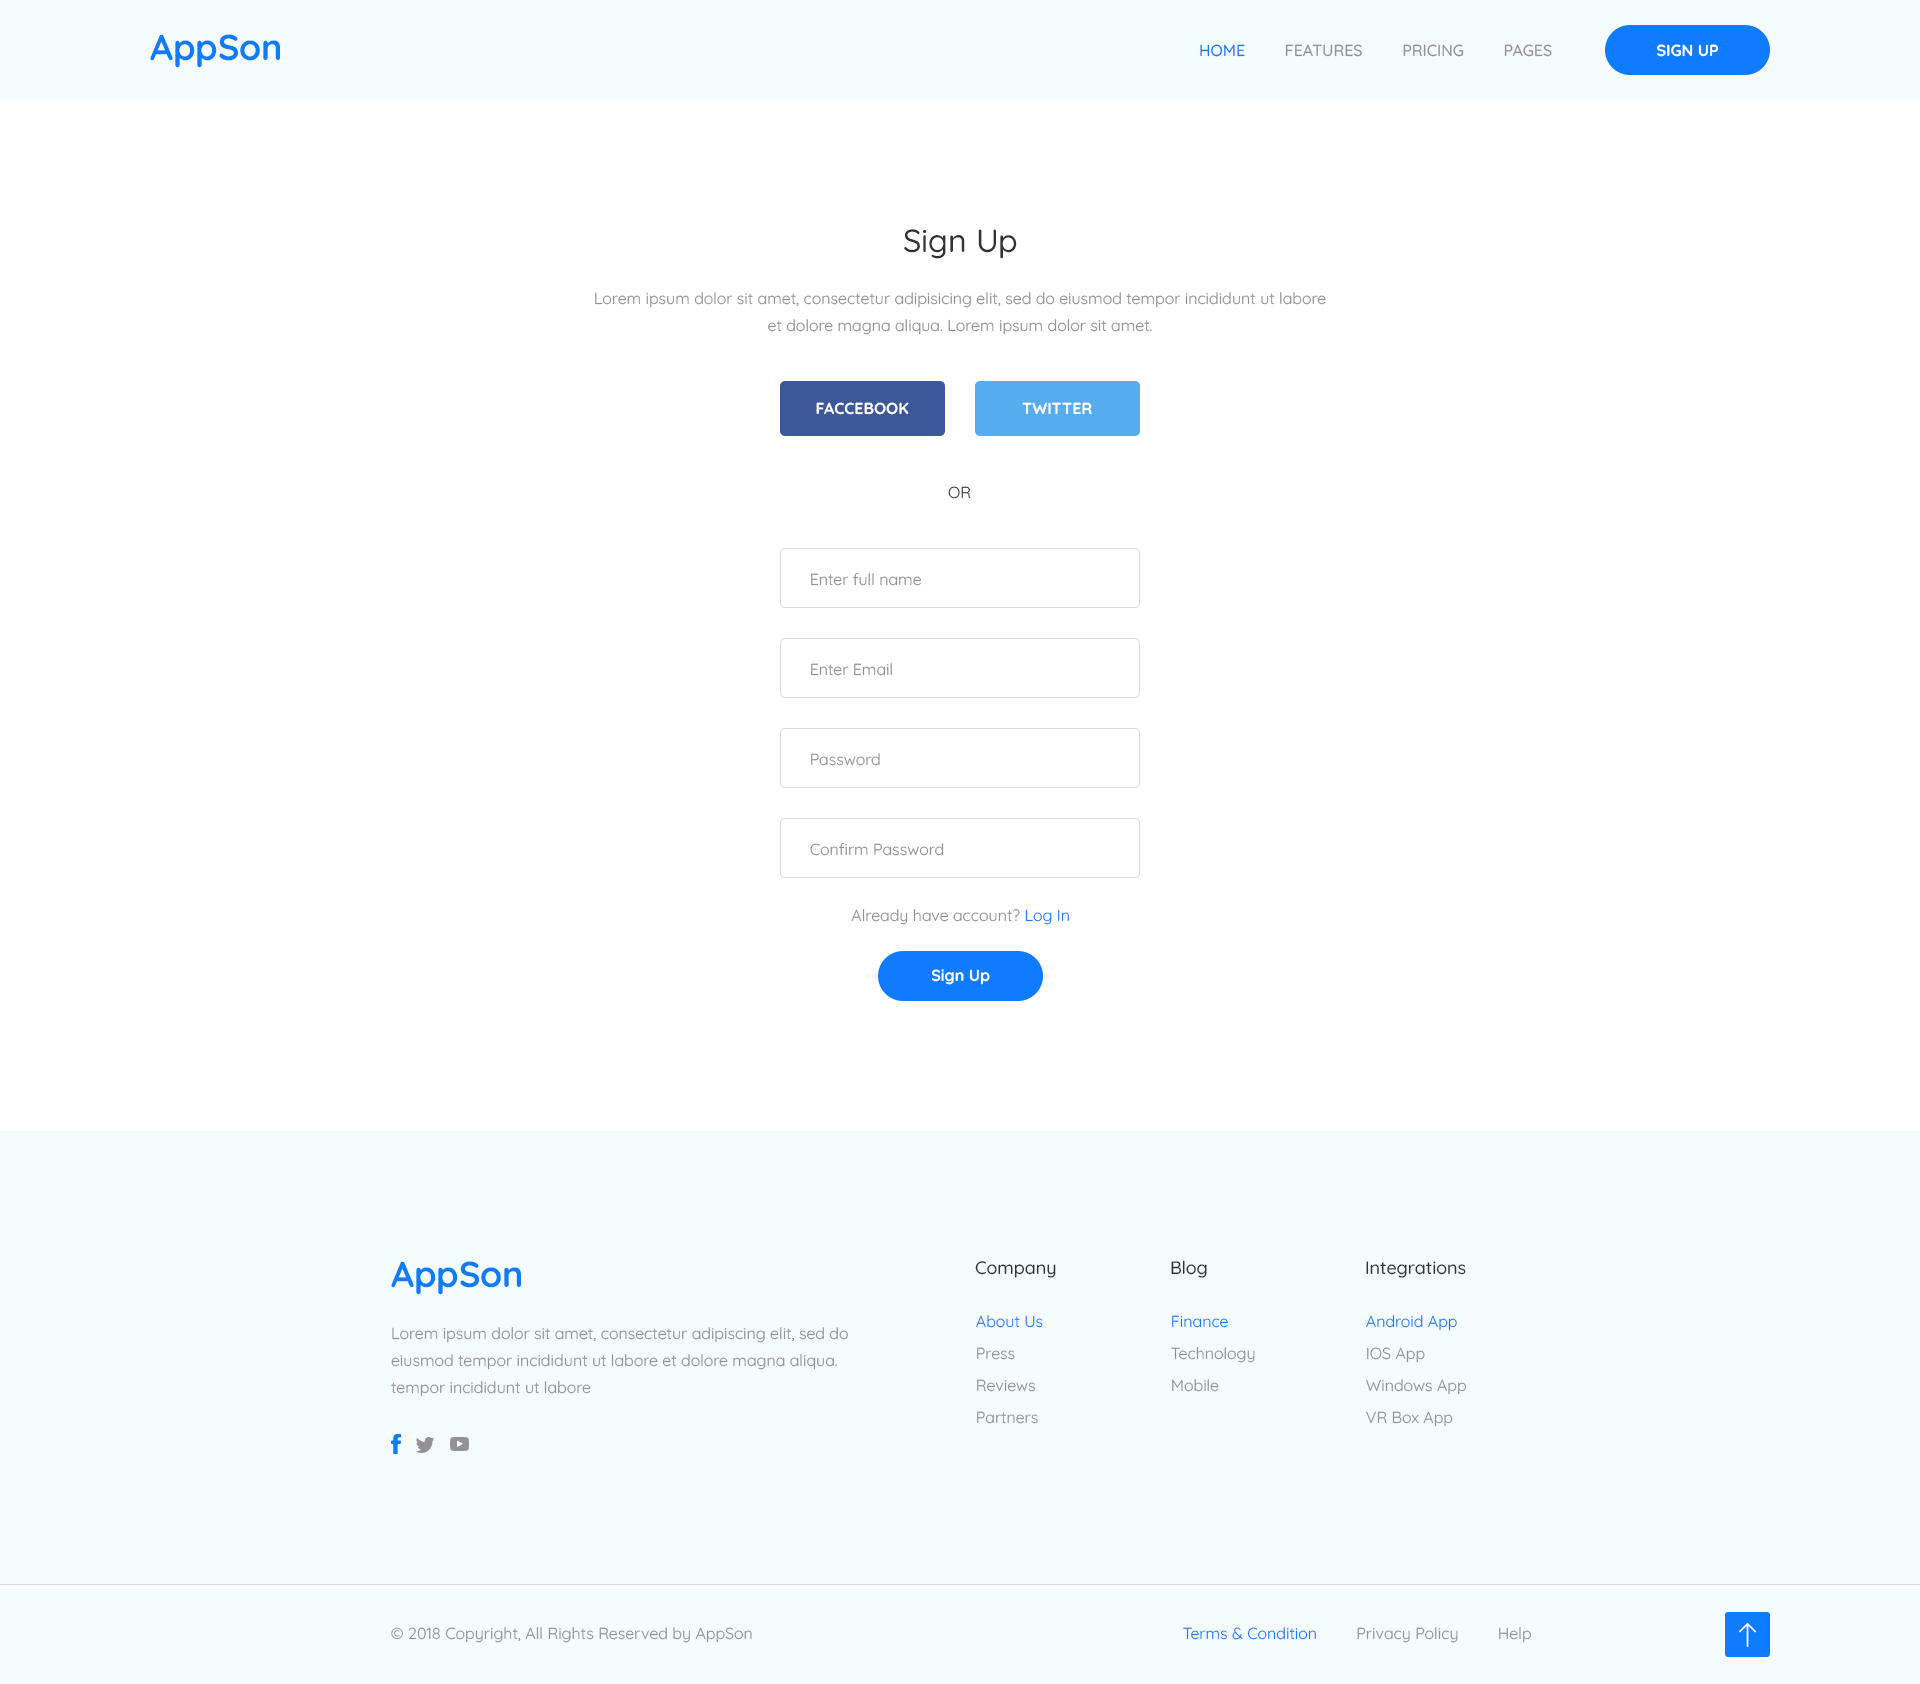 AppSon
HOME FEATURES PRICING PAGES SIGN UP
Sign Up
Lorem ipsum dolor sit amet, consectetur adipisicing elit, sed do eiusmod tempor incididunt ut labore
et dolore magna aliqua. Lorem ipsum dolor sit amet.
FACCEBOOK TWITTER
OR
Enter full name
Enter Email
Password
Confirm Password
Already have account? Log In
Sign Up
AppSon
Lorem ipsum dolor sit amet, consectetur adipiscing elit, sed do
eiusmod tempor incididunt ut labore et dolore magna aliqua.
tempor incididunt ut labore
Company
About Us
Press
Reviews
Partners
Blog
Finance
Technology
Mobile
Integrations
Android App
IOS App
Windows App
VR Box App
© 2018 Copyright, All Rights Reserved by AppSon
Terms & Condition Privacy Policy Help